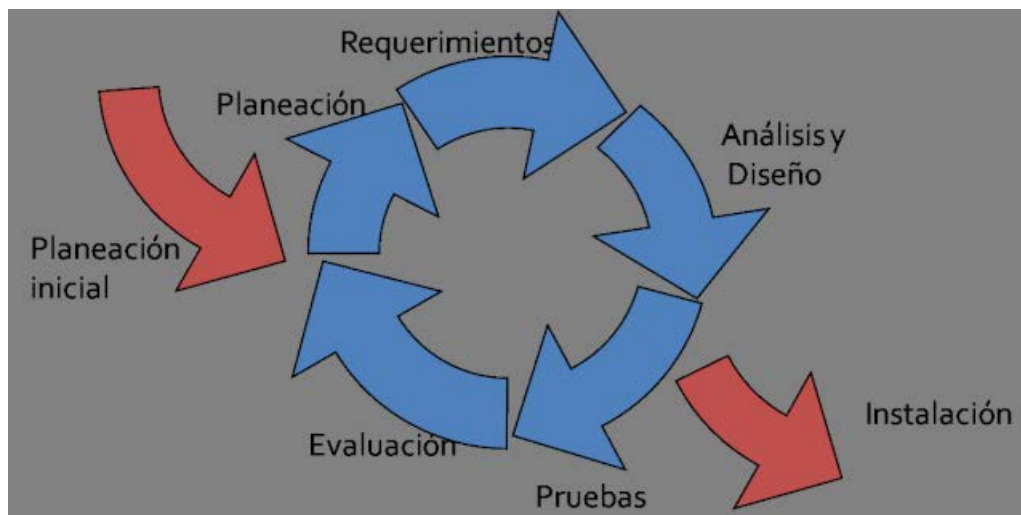 Requerimientos
Planeación
Análisis y
Diseño
Planeación
inicial
Instalación
Evaluación
Pruebas